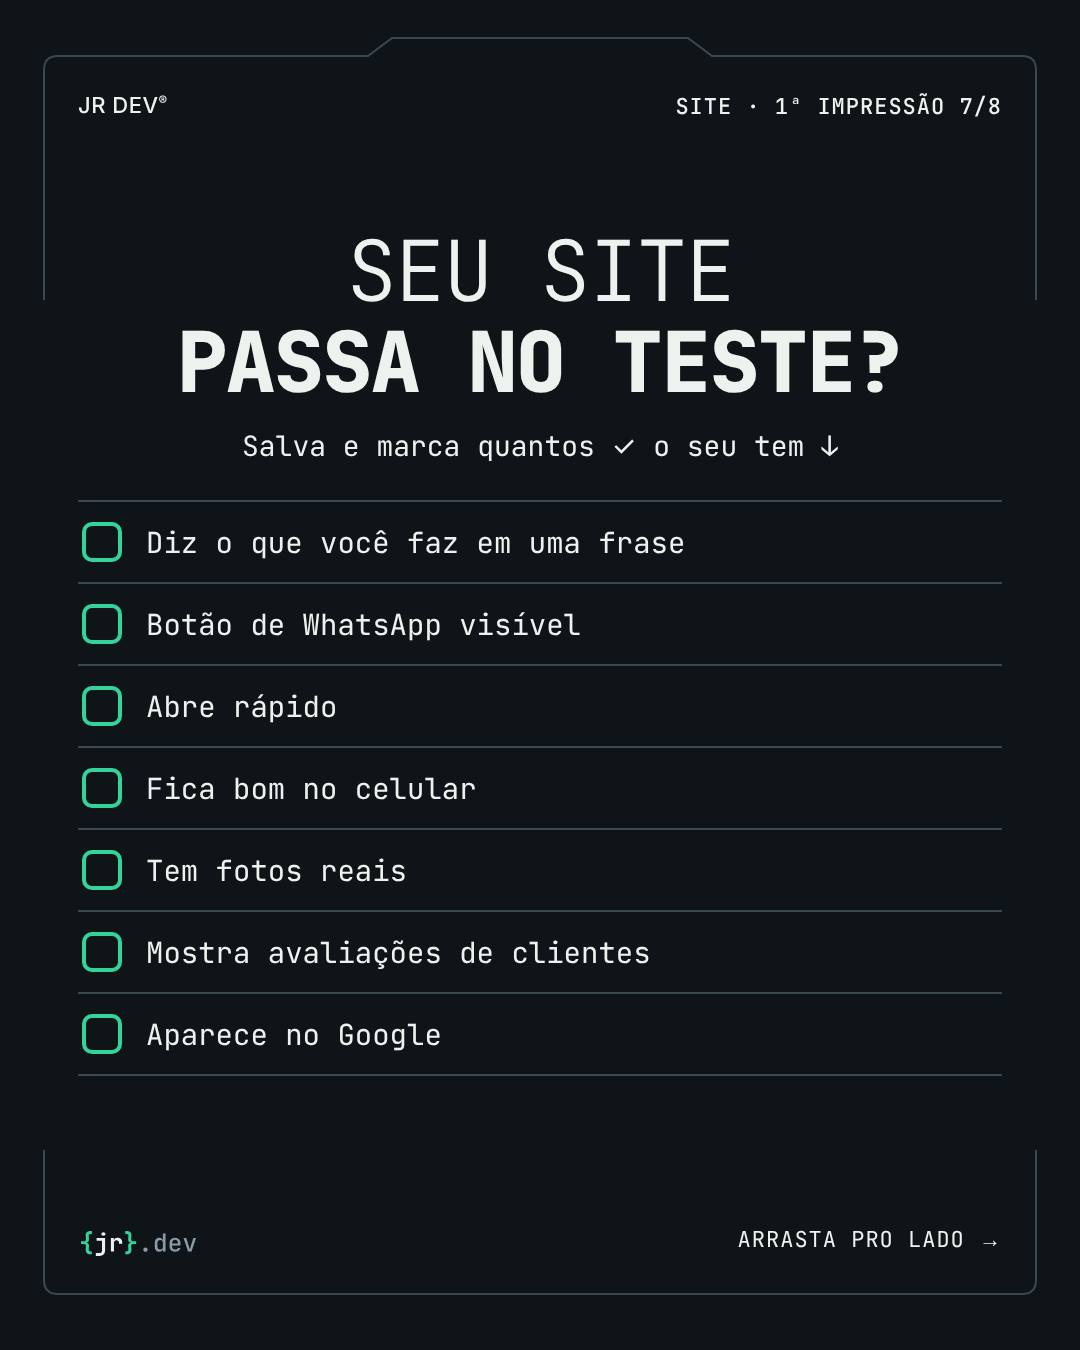 JR DEV®
SITE · 1ª IMPRESSÃO 7/8
SEU SITE
PASSA NO TESTE?
Salva e marca quantos ✓ o seu tem ↓
Diz o que você faz em uma frase
Botão de WhatsApp visível
Abre rápido
Fica bom no celular
Tem fotos reais
Mostra avaliações de clientes
Aparece no Google
{jr}.dev
ARRASTA PRO LADO →